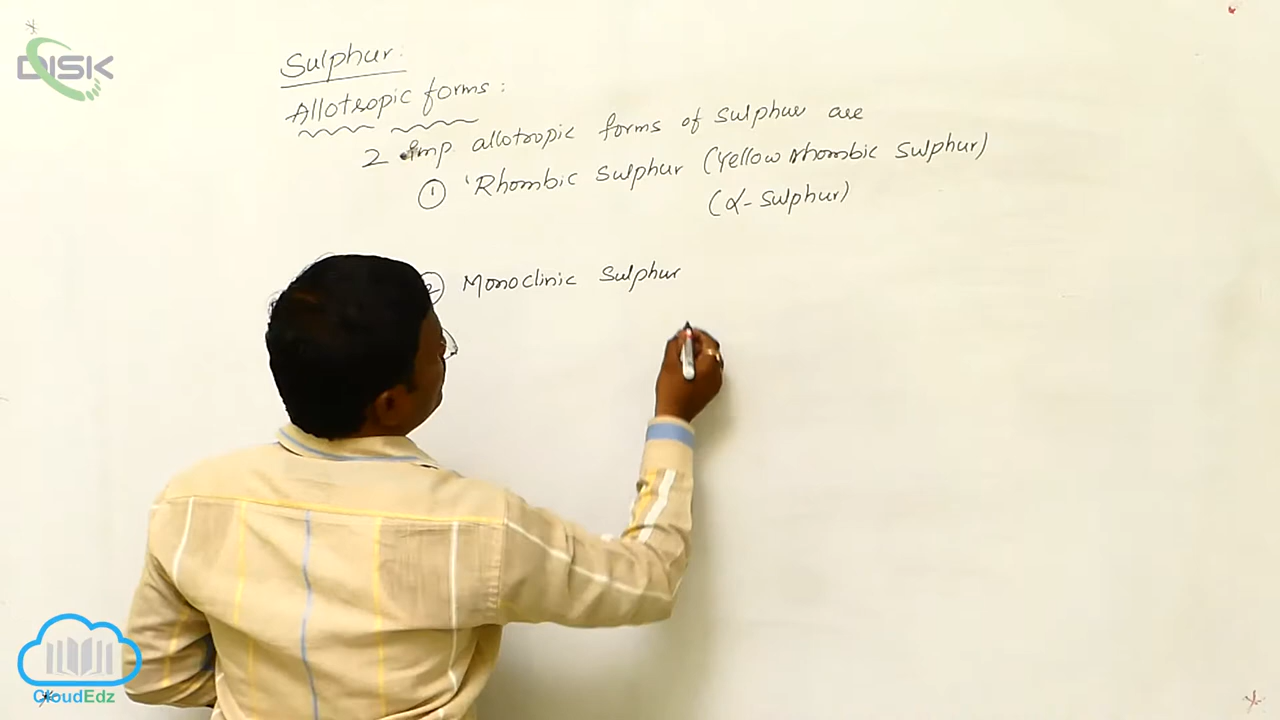 DISK
Sulphur:
Allotropic forms:
2 Imp. allotropic forms of sulphur are
① 'Rhombic Sulphur (Yellow rhombic sulphur)
(α-sulphur)
② Monoclinic Sulphur
CloudEdz